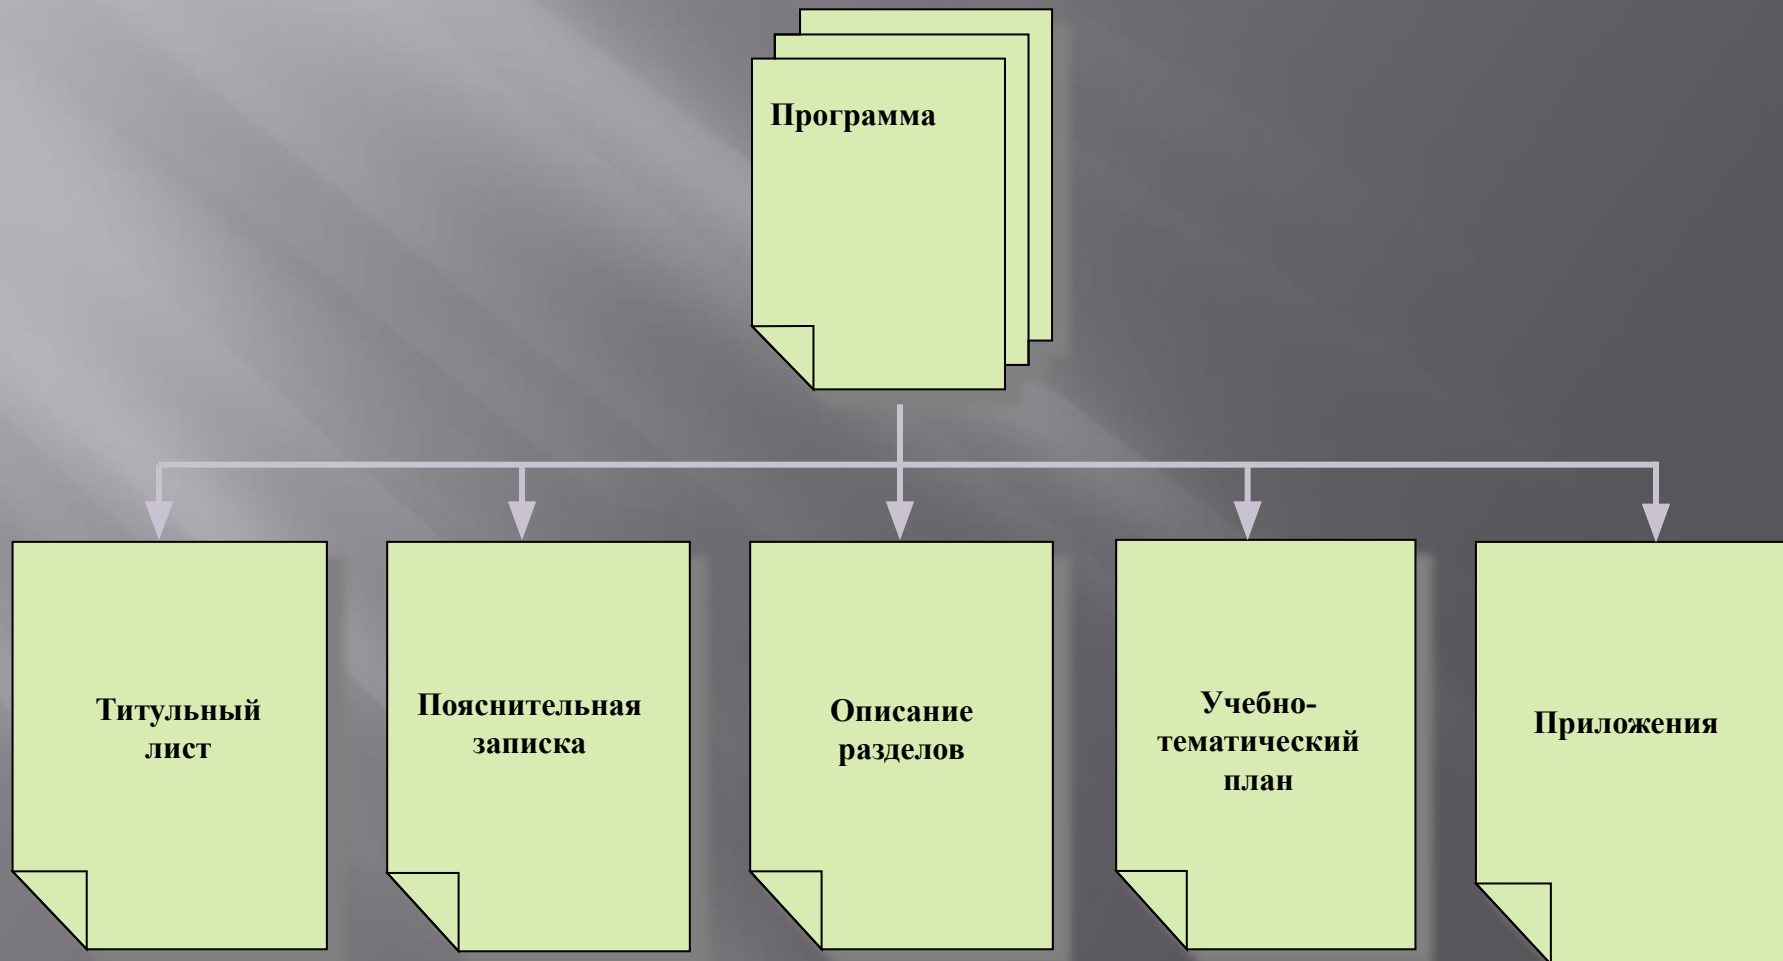 Программа
Титульный
лист
Пояснительная
записка
Описание
разделов
Учебно-
тематический
план
Приложения